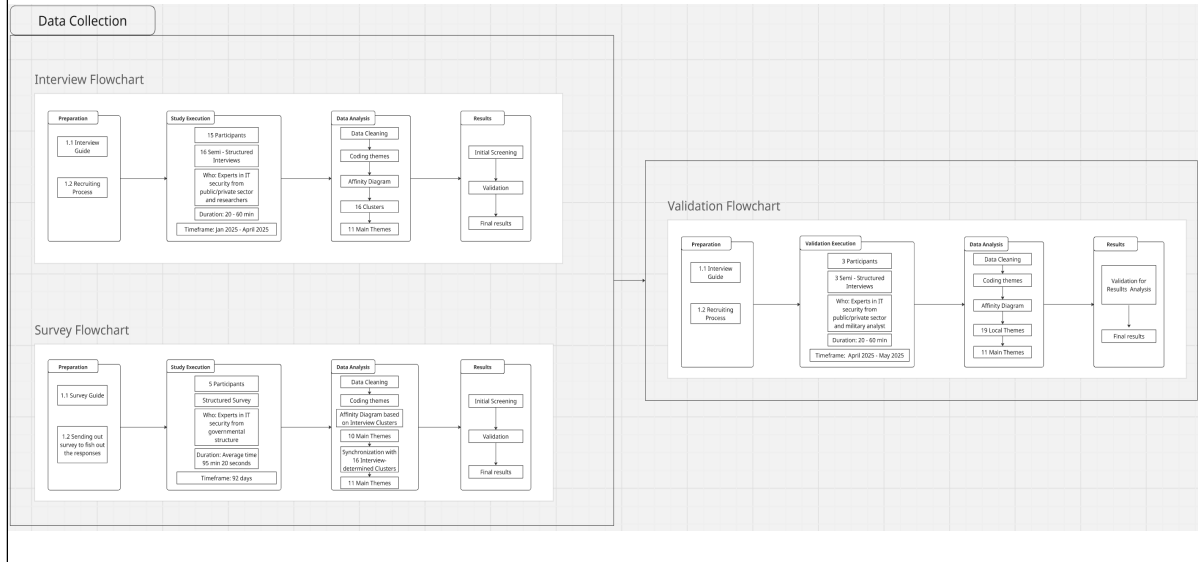 Data Collection
Interview Flowchart
Preparation
1.1 Interview
Guide
1.2 Recruiting
Process
Study Execution
15 Participants
16 Semi - Structured
Interviews
Who: Experts in IT
security from
public/private sector
and researchers
Duration: 20 - 60 min
Timeframe: Jan 2025 - April 2025
Data Analysis
Data Cleaning
Coding themes
Affinity Diagram
16 Clusters
11 Main Themes
Results
Initial Screening
Validation
Final results
Survey Flowchart
Preparation
1.1 Survey Guide
1.2 Sending out
survey to fish out
the responses
Study Execution
5 Participants
Structured Survey
Who: Experts in IT
security from
governmental
structure
Duration: Average time
95 min 20 seconds
Timeframe: 92 days
Data Analysis
Data Cleaning
Coding themes
Affinity Diagram based
on Interview Clusters
10 Main Themes
Synchronization with
16 Interview-
determined Clusters
11 Main Themes
Results
Initial Screening
Validation
Final results
Validation Flowchart
Preparation
1.1 Interview
Guide
1.2 Recruiting
Process
Validation Execution
3 Participants
3 Semi - Structured
Interviews
Who: Experts in IT
security from
public/private sector
and military analyst
Duration: 20 - 60 min
Timeframe: April 2025 - May 2025
Data Analysis
Data Cleaning
Coding themes
Affinity Diagram
19 Local Themes
11 Main Themes
Results
Validation for
Results Analysis
Final results